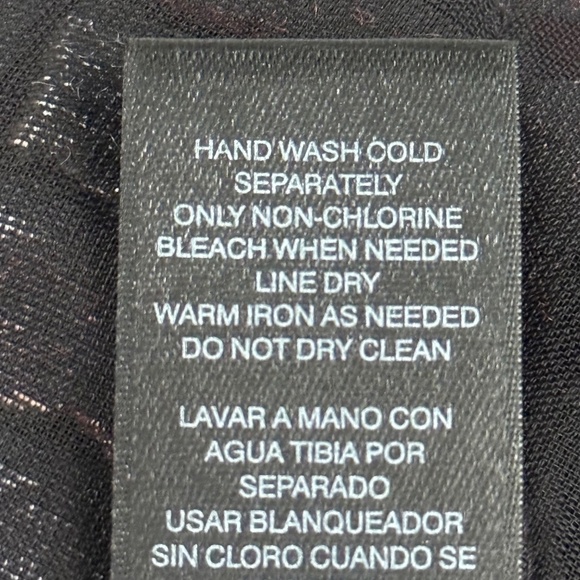 HAND WASH COLD
SEPARATELY
ONLY NON-CHLORINE
BLEACH WHEN NEEDED
LINE DRY
WARM IRON AS NEEDED
DO NOT DRY CLEAN
LAVAR A MANO CON
AGUA TIBIA POR
SEPARADO
USAR BLANQUEADOR
SIN CLORO CUANDO SE